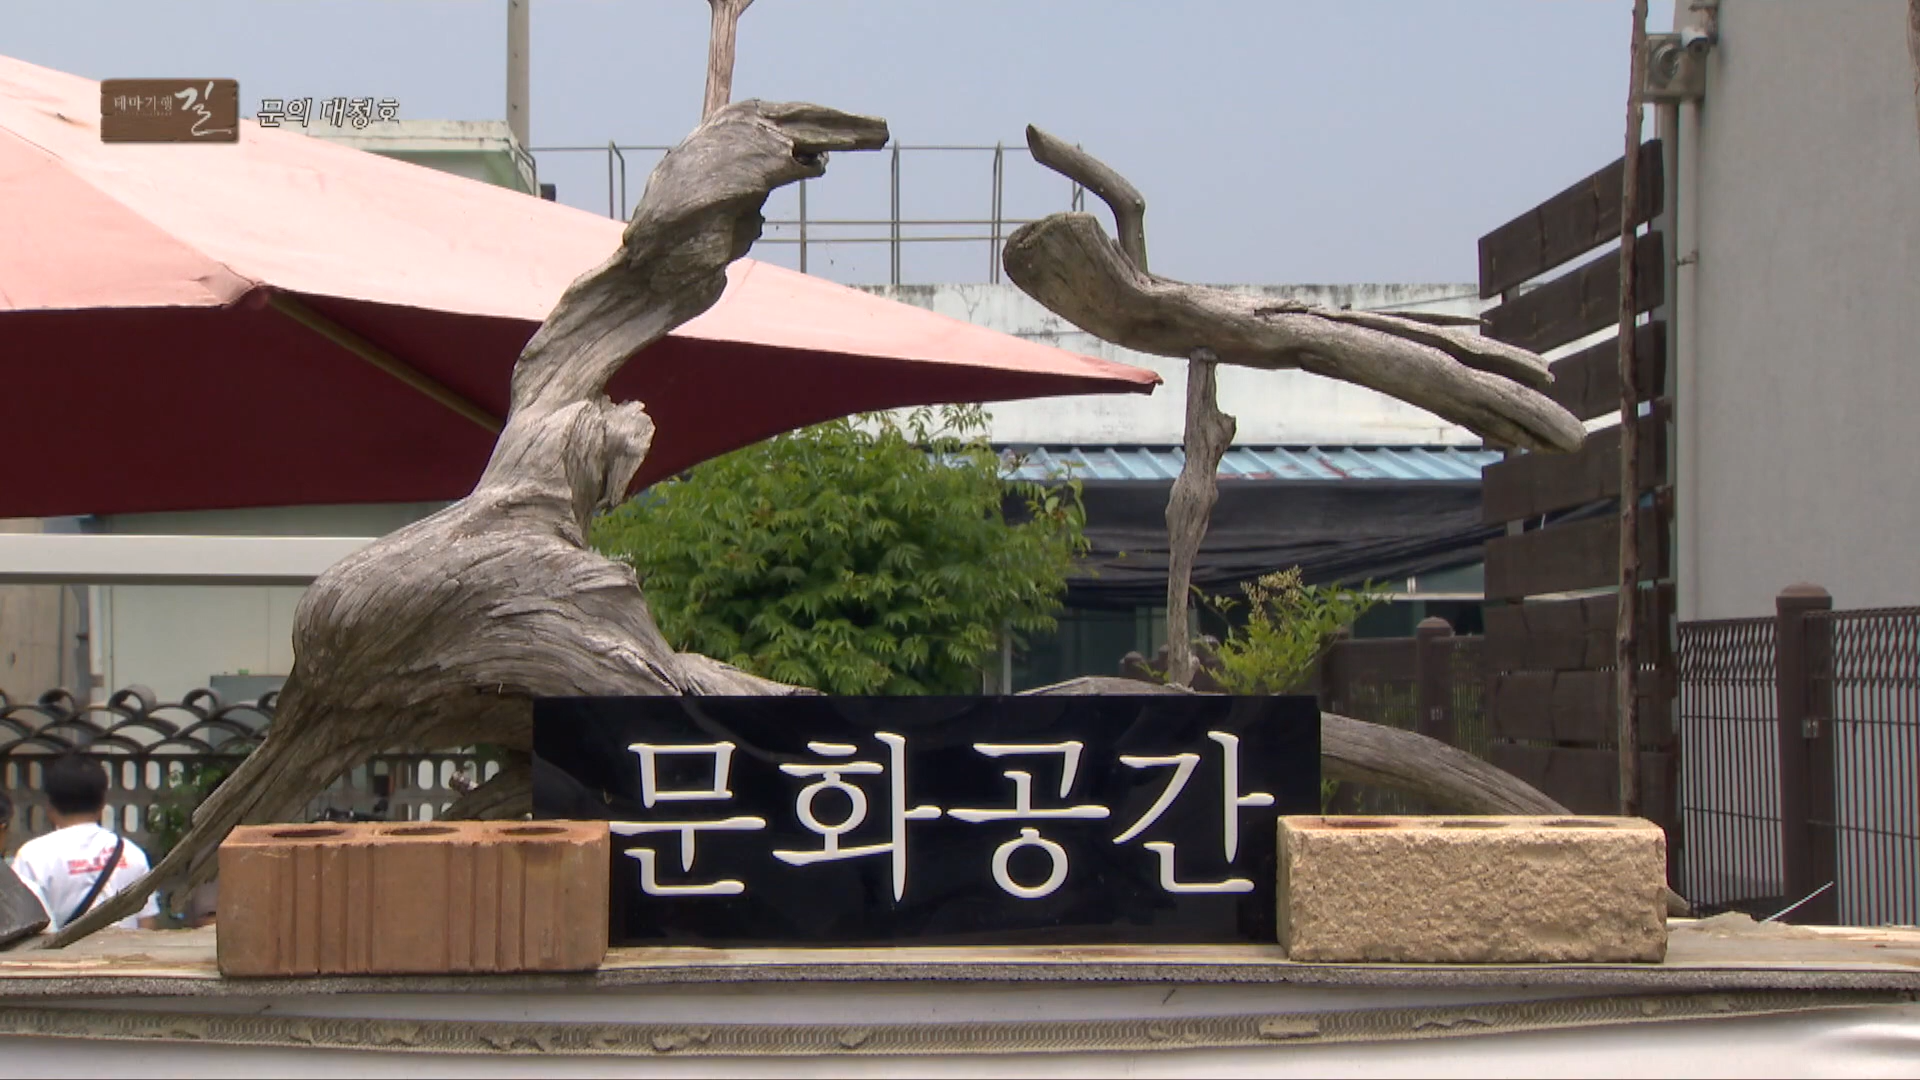 테마기행 길
문의 대청호
문화공간